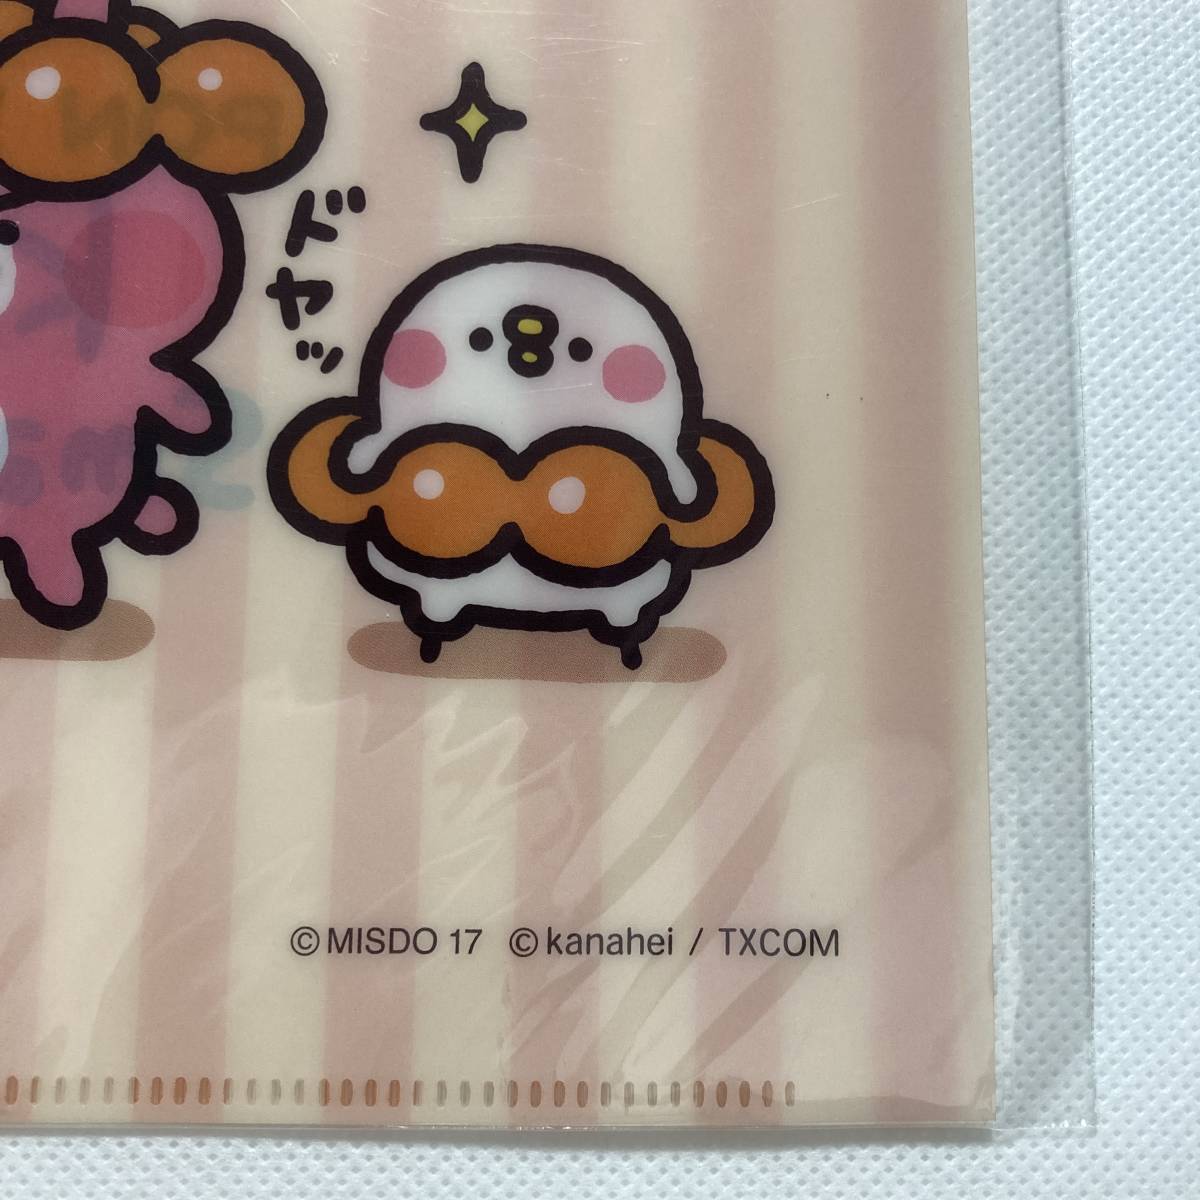 ドヤッ
©MISDO 17 ©kanahei / TXCOM